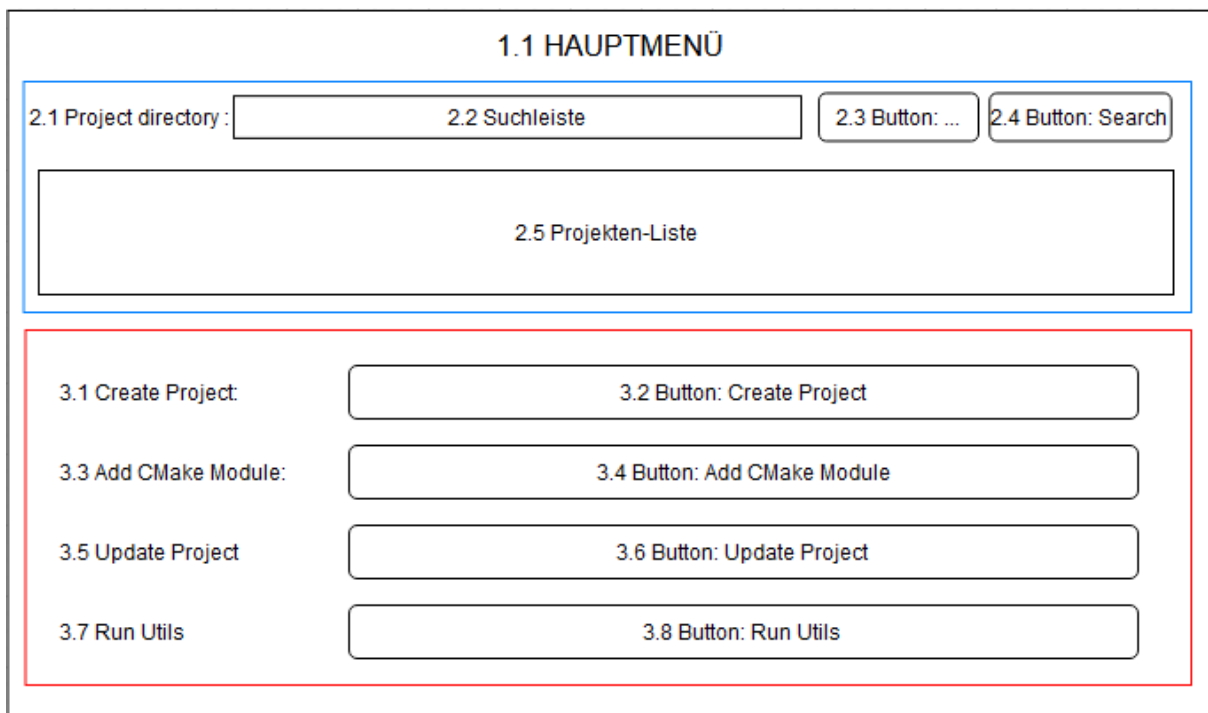 1.1 HAUPTMENÜ
2.1 Project directory : 2.2 Suchleiste 2.3 Button: ... 2.4 Button: Search
2.5 Projekten-Liste
3.1 Create Project: 3.2 Button: Create Project
3.3 Add CMake Module: 3.4 Button: Add CMake Module
3.5 Update Project 3.6 Button: Update Project
3.7 Run Utils 3.8 Button: Run Utils